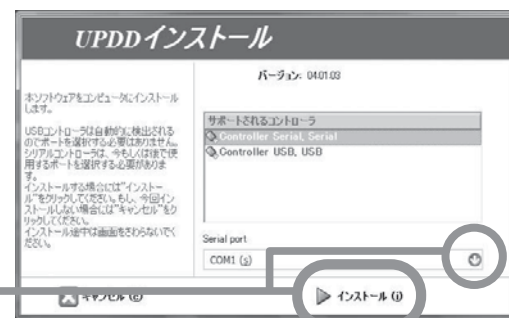 UPDDインストール
バージョン: 04.01.03
本ソフトウェアをコンピュータにインストール
します。
USBコントローラは自動的に検出される
のでポートを選択する必要はありません。
シリアルコントローラは、今もしくは後で使
用するポートを選択する必要がありま
す。
インストールする場合には"インストー
ル"をクリックしてください。もし、今回イン
ストールしない場合には"キャンセル"をク
リックしてください。
インストール途中は画面をさわらないでく
ださい。
サポートされるコントローラ
Controller Serial, Serial
Controller USB, USB
Serial port
COM1 (s)
キャンセル (c)
インストール (i)